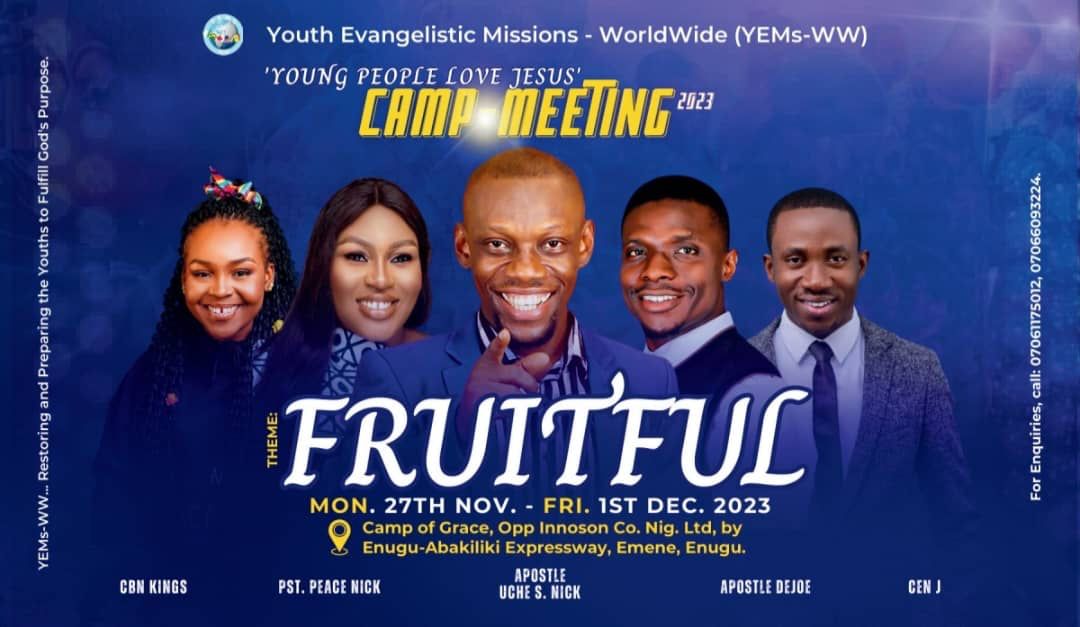 Youth Evangelistic Missions - WorldWide (YEMs-WW)
'YOUNG PEOPLE LOVE JESUS'
CAMP-MEETING 2023
YEMs-WW... Restoring and Preparing the Youths to Fulfill God's Purpose.
For Enquiries, call: 07061175012, 07066093224.
THEME:
FRUITFUL
MON. 27TH NOV. - FRI. 1ST DEC. 2023
Camp of Grace, Opp Innoson Co. Nig. Ltd, by
Enugu-Abakiliki Expressway, Emene, Enugu.
CBN KINGS
PST. PEACE NICK
APOSTLE
UCHE S. NICK
APOSTLE DEJOE
CEN J